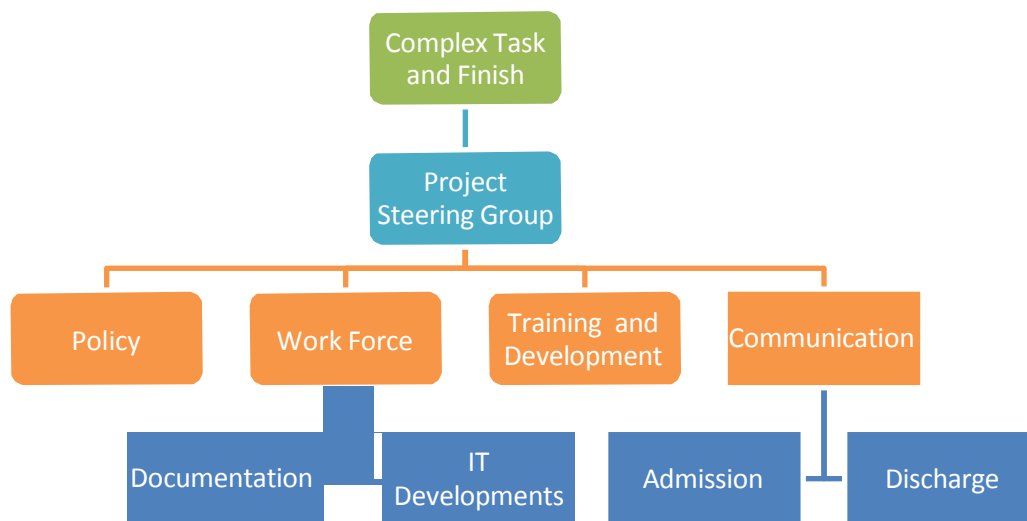 Complex Task
and Finish
Project
Steering Group
Policy
Work Force
Training and
Development
Communication
Documentation
IT
Developments
Admission
Discharge